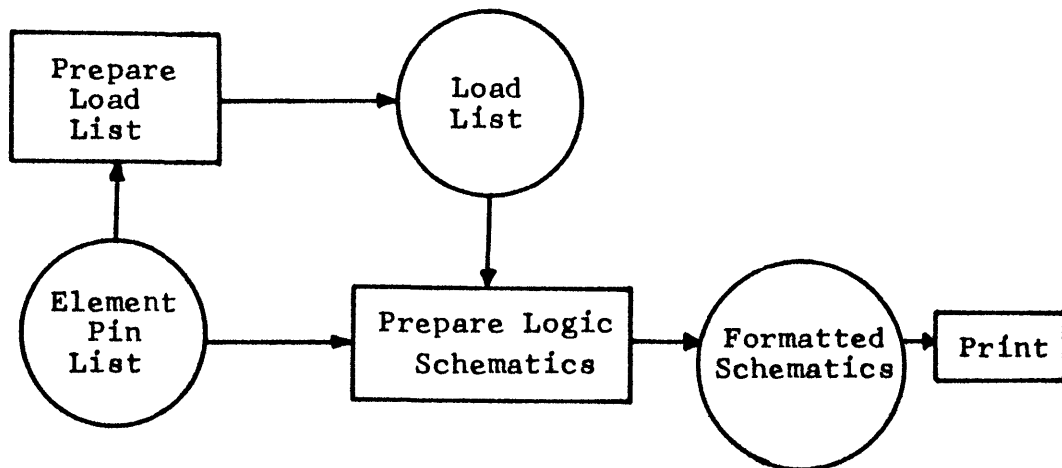 Prepare
Load
List
Load
List
Element
Pin
List
Prepare Logic
Schematics
Formatted
Schematics
Print